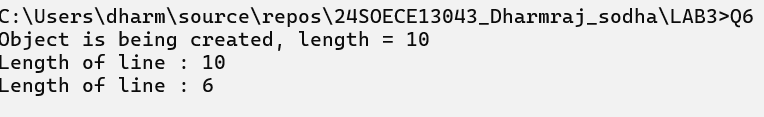 C:\Users\dharm\source\repos\24SOECE13043_Dharmraj_sodha\LAB3>Q6
Object is being created, length = 10
Length of line : 10
Length of line : 6